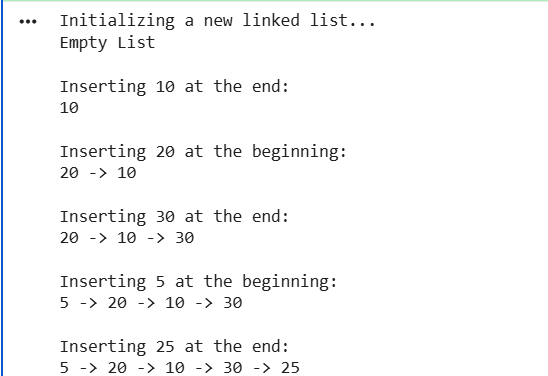 Initializing a new linked list...
Empty List
Inserting 10 at the end:
10
Inserting 20 at the beginning:
20 -> 10
Inserting 30 at the end:
20 -> 10 -> 30
Inserting 5 at the beginning:
5 -> 20 -> 10 -> 30
Inserting 25 at the end:
5 -> 20 -> 10 -> 30 -> 25